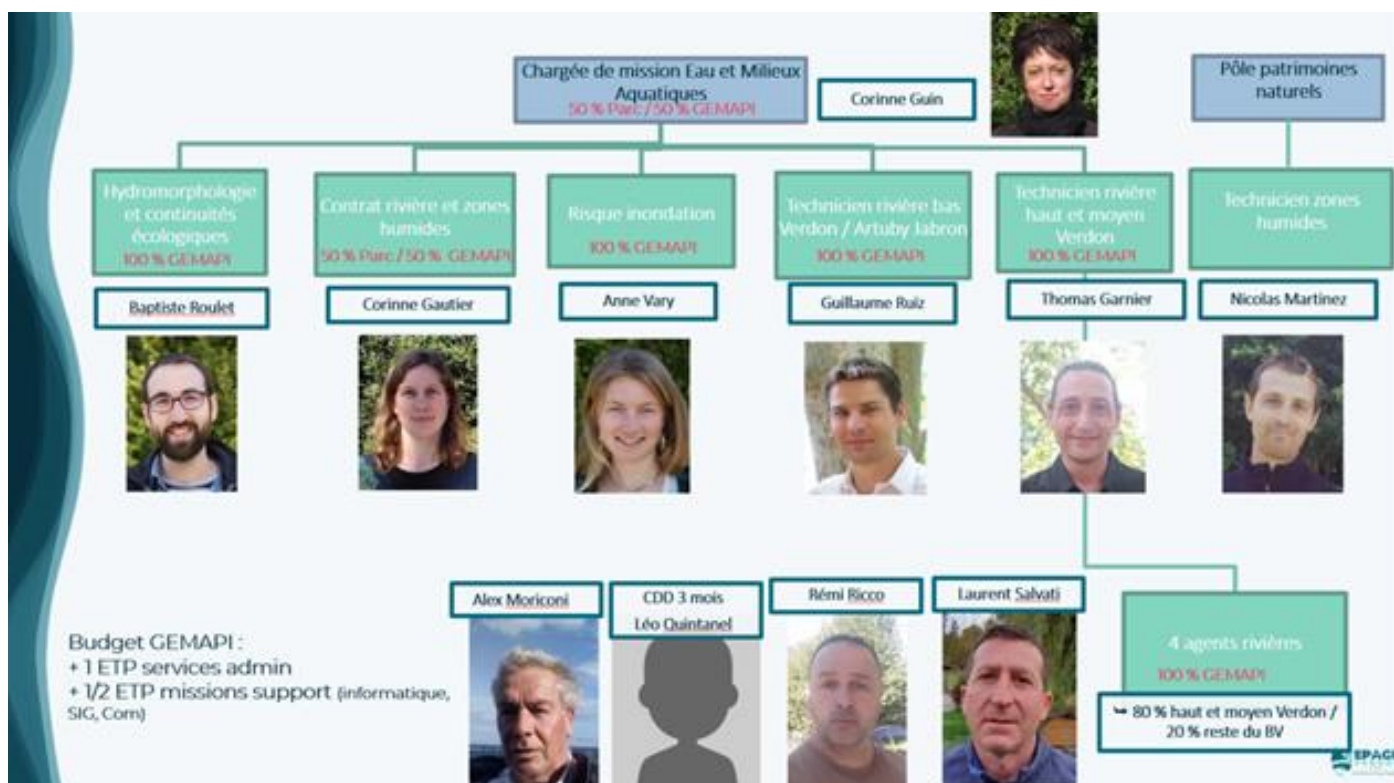 Chargée de mission Eau et Milieux
Aquatiques
50 % Parc / 50 % GEMAPI
Corinne Guin
Pôle patrimoines
naturels
Hydromorphologie
et continuités
écologiques
100 % GEMAPI
Contrat rivière et zones
humides
50 % Parc / 50 % GEMAPI
Risque inondation
100 % GEMAPI
Technicien rivière bas
Verdon / Artuby Jabron
100 % GEMAPI
Technicien rivière
haut et moyen
Verdon
100 % GEMAPI
Technicien zones
humides
Baptiste Roulet
Corinne Gautier
Anne Vary
Guillaume Ruiz
Thomas Garnier
Nicolas Martinez
Alex Moriconi
CDD 3 mois
Léo Quintanel
Rémi Ricco
Laurent Salvati
4 agents rivières
100 % GEMAPI
80 % haut et moyen Verdon /
20 % reste du BV
Budget GEMAPI :
+ 1 ETP services admin
+ 1/2 ETP missions support (informatique,
SIG, Com)
EPAGE